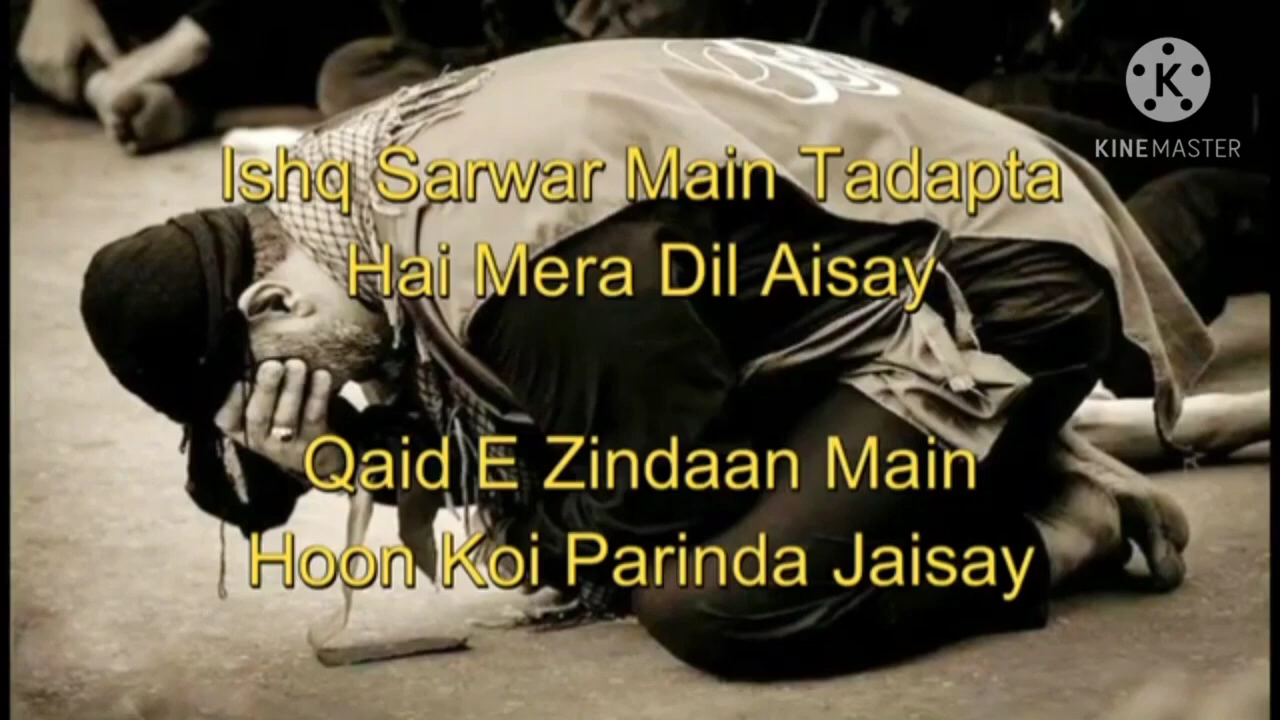 KINEMASTER
Ishq Sarwar Main Tadapta
Hai Mera Dil Aisay
Qaid E Zindaan Main
Hoon Koi Parinda Jaisay